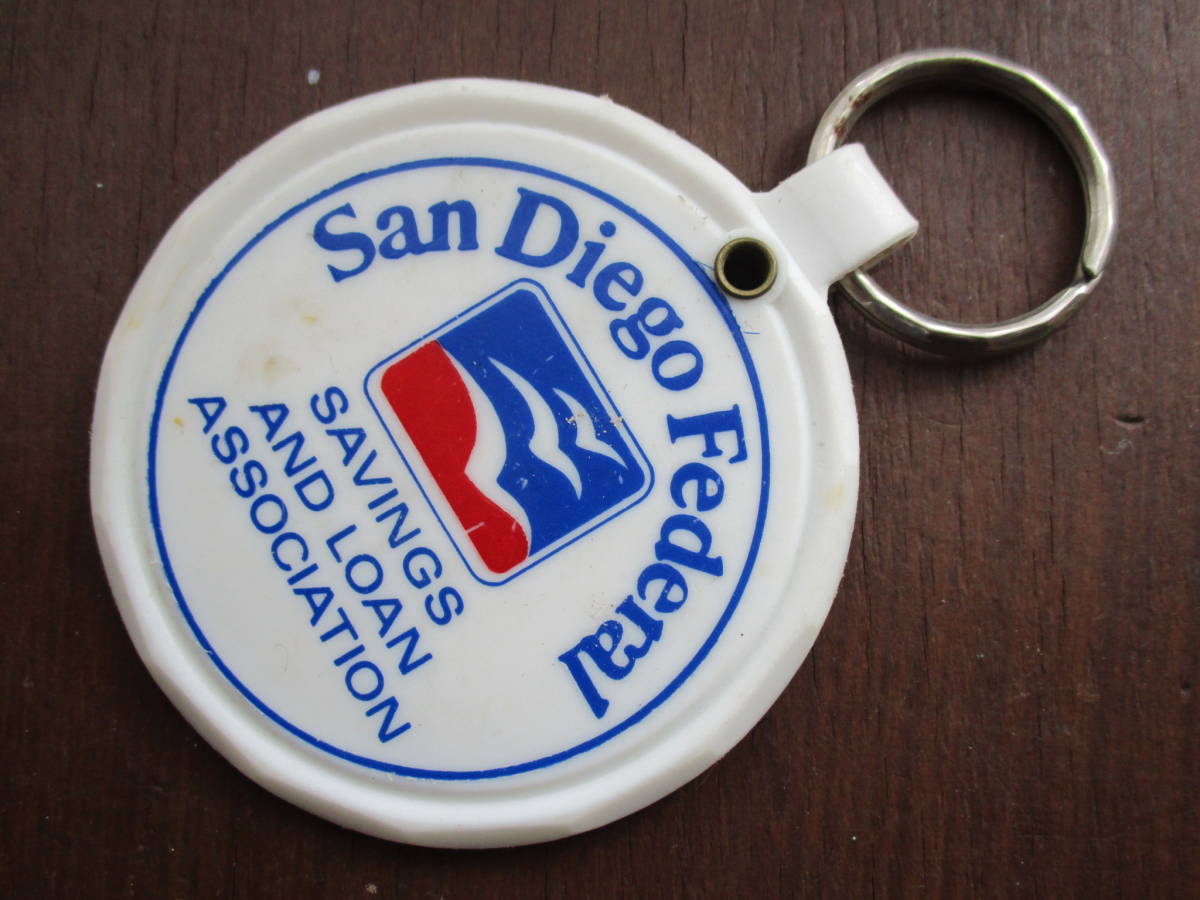 San Diego Federal
SAVINGS
AND LOAN
ASSOCIATION